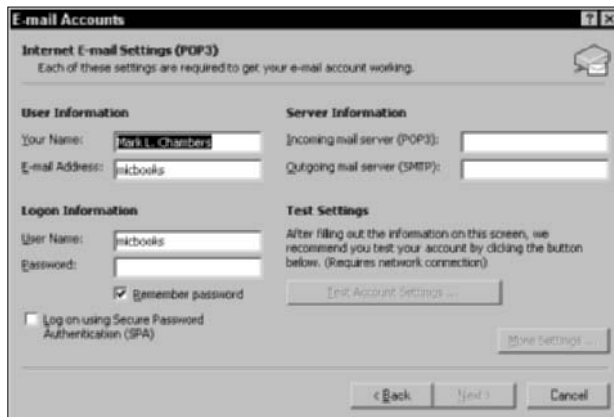 E-mail Accounts
Internet E-mail Settings (POP3)
Each of these settings are required to get your e-mail account working.
User Information
Your Name: Mark L. Chambers
E-mail Address: micbooks
Logon Information
User Name: micbooks
Password:
Remember password
Log on using Secure Password
Authentication (SPA)
Server Information
Incoming mail server (POP3):
Outgoing mail server (SMTP):
Test Settings
After filling out the information on this screen, we
recommend you test your account by clicking the button
below. (Requires network connection)
Test Account Settings ...
More Settings ...
< Back
Next >
Cancel